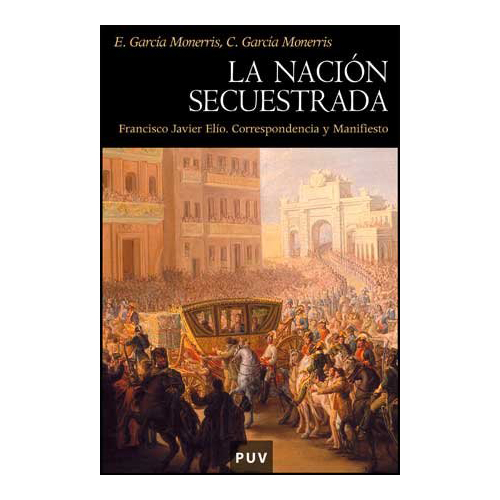 E. García Monerris, C. García Monerris
LA NACIÓN
SECUESTRADA
Francisco Javier Elío. Correspondencia y Manifiesto
PUV